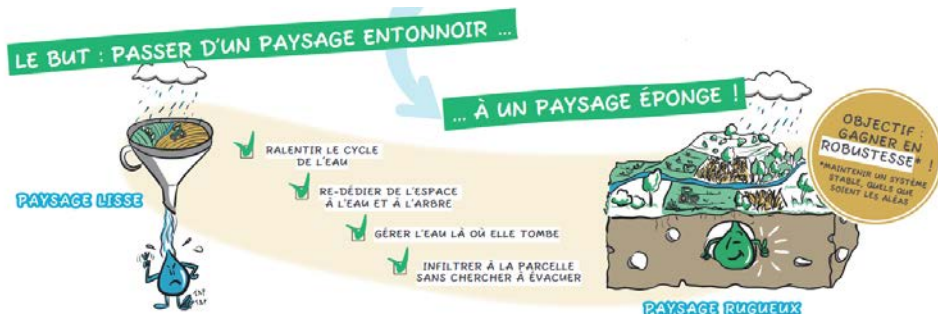 LE BUT : PASSER D'UN PAYSAGE ENTONNOIR ...
... À UN PAYSAGE ÉPONGE !
OBJECTIF :
GAGNER EN
ROBUSTESSE* !
*MAINTENIR UN SYSTÈME
STABLE, QUELS QUE
SOIENT LES ALÉAS
RALENTIR LE CYCLE
DE L'EAU
PAYSAGE LISSE
RE-DÉDIER DE L'ESPACE
À L'EAU ET À L'ARBRE
GÉRER L'EAU LÀ OÙ ELLE TOMBE
INFILTRER À LA PARCELLE
SANS CHERCHER À ÉVACUER
PAYSAGE RUGUEUX